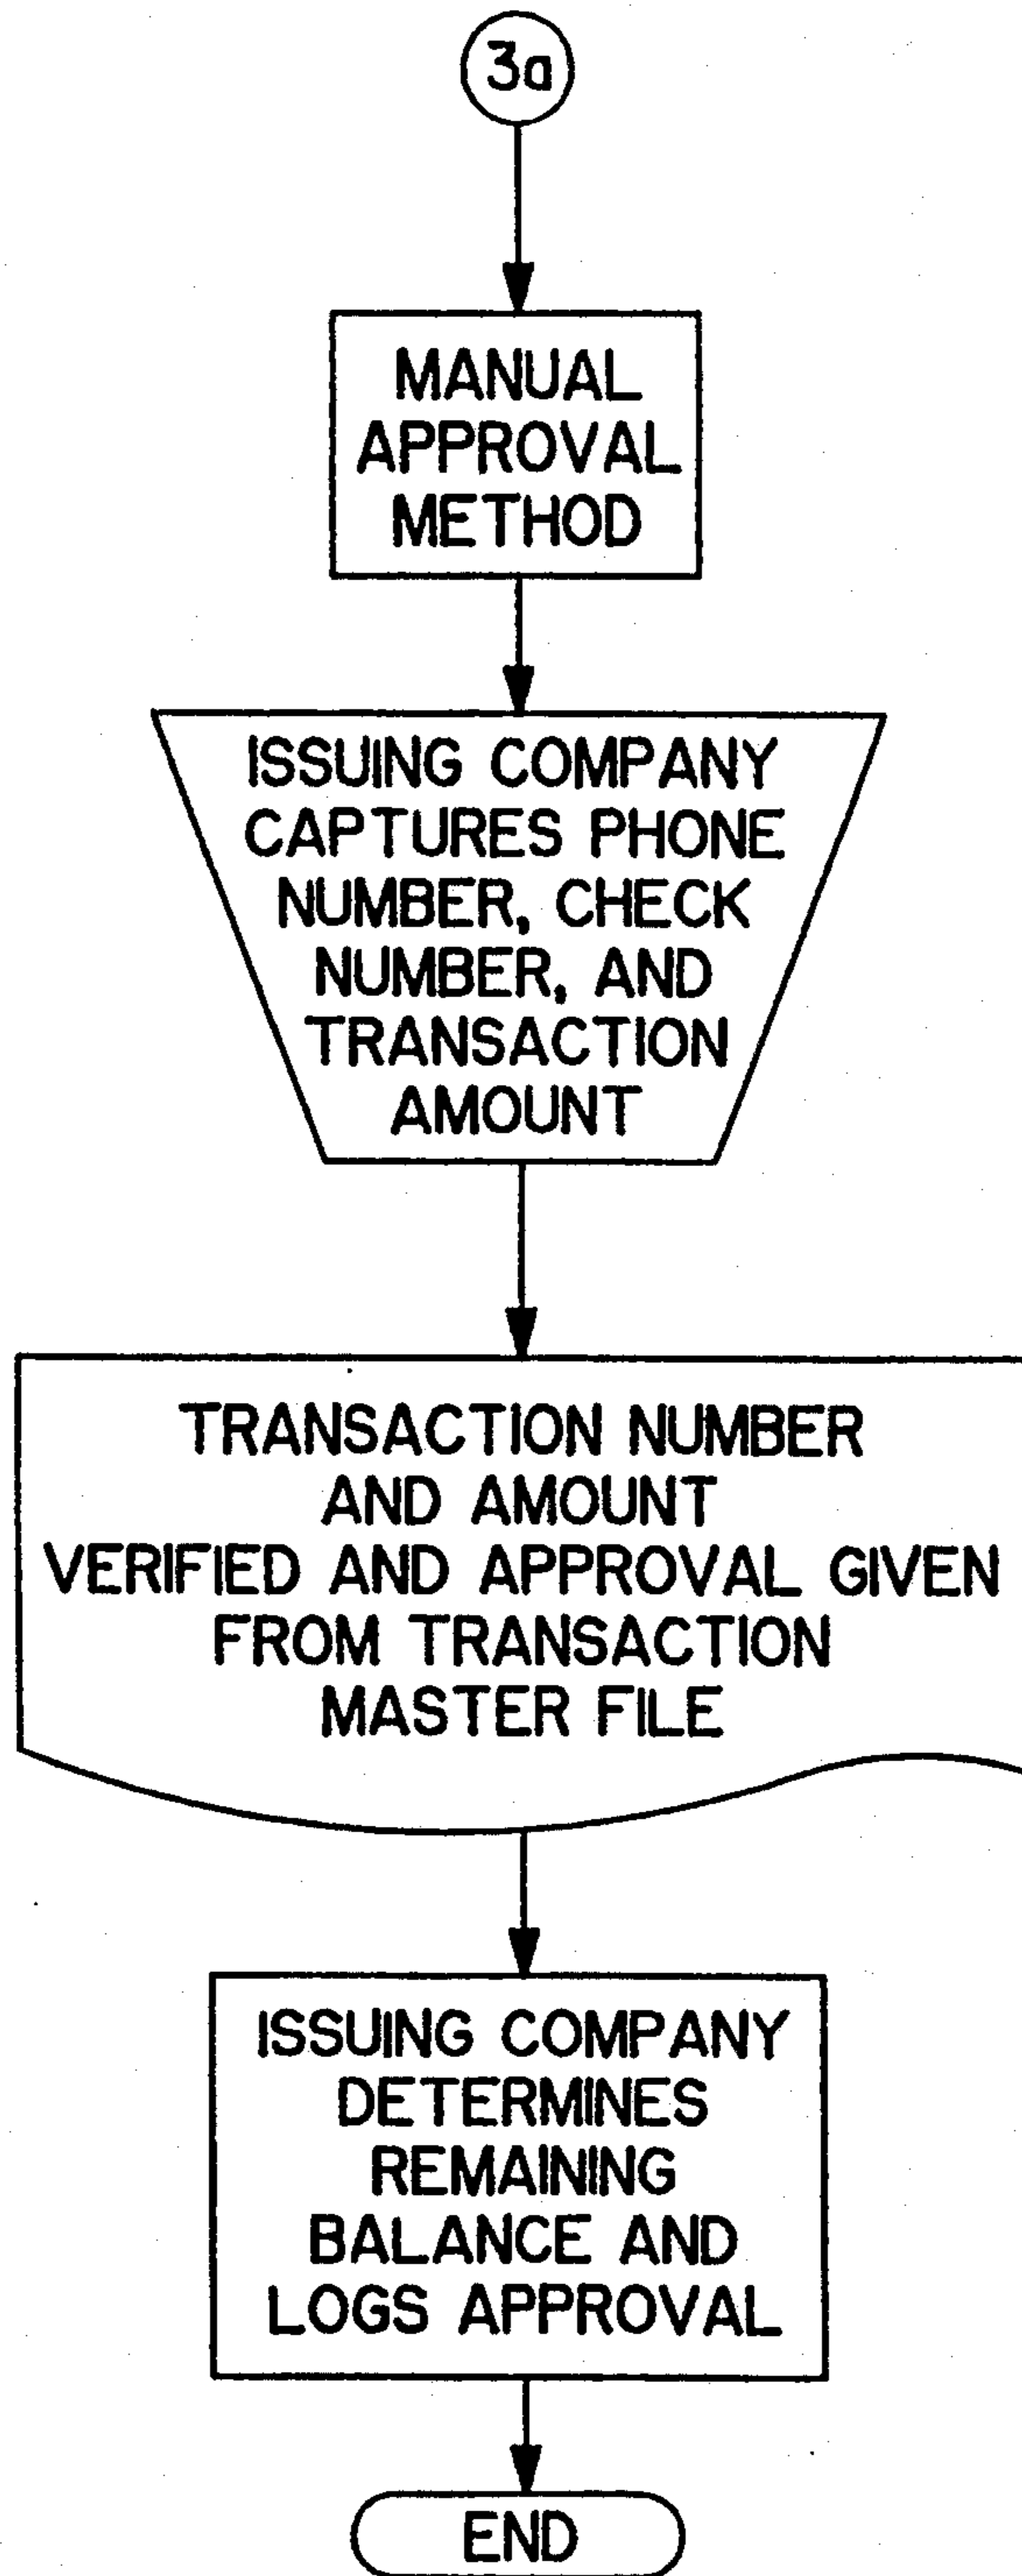 3a
MANUAL
APPROVAL
METHOD
ISSUING COMPANY
CAPTURES PHONE
NUMBER, CHECK
NUMBER, AND
TRANSACTION
AMOUNT
TRANSACTION NUMBER
AND AMOUNT
VERIFIED AND APPROVAL GIVEN
FROM TRANSACTION
MASTER FILE
ISSUING COMPANY
DETERMINES
REMAINING
BALANCE AND
LOGS APPROVAL
END